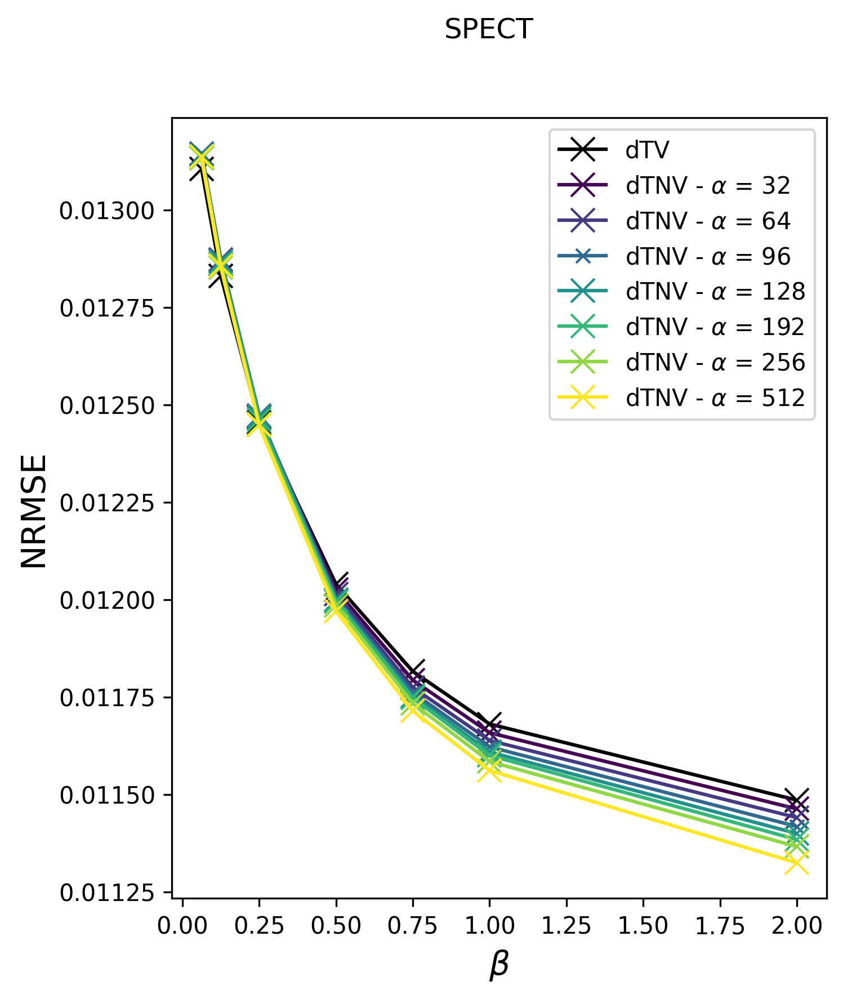 SPECT
dTV
dTNV - α = 32
dTNV - α = 64
dTNV - α = 96
dTNV - α = 128
dTNV - α = 192
dTNV - α = 256
dTNV - α = 512
NRMSE
0.01300
0.01275
0.01250
0.01225
0.01200
0.01175
0.01150
0.01125
0.00 0.25 0.50 0.75 1.00 1.25 1.50 1.75 2.00
β